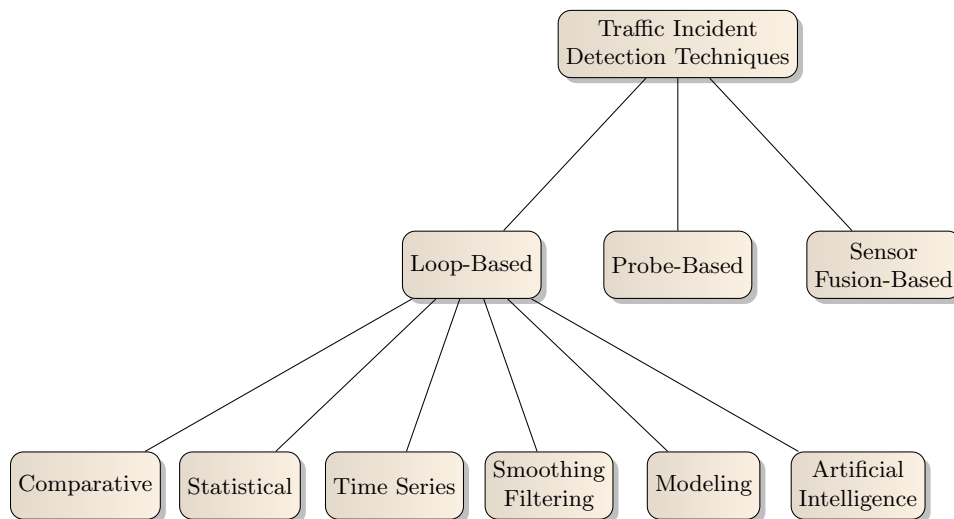 Traffic Incident
Detection Techniques
Loop-Based
Probe-Based
Sensor
Fusion-Based
Comparative
Statistical
Time Series
Smoothing
Filtering
Modeling
Artificial
Intelligence